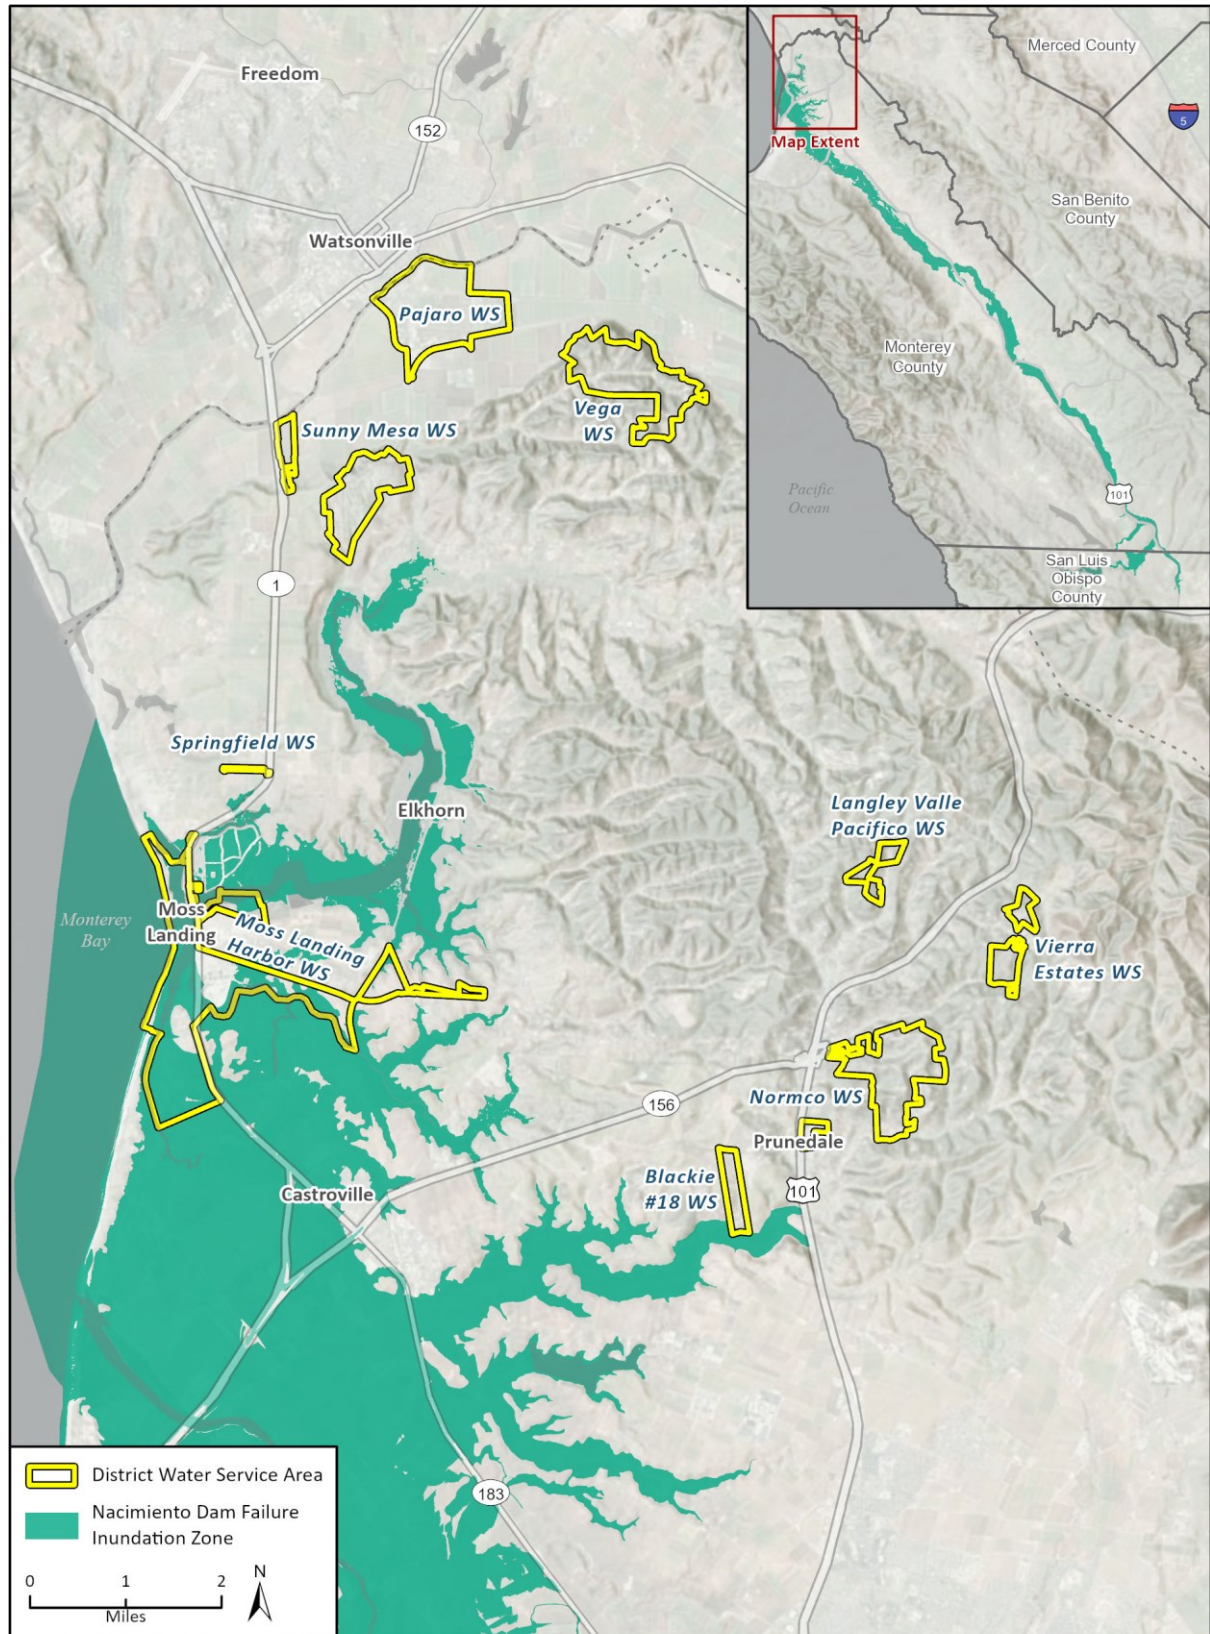 Freedom
152
Watsonville
Pajaro WS
Vega
WS
Sunny Mesa WS
1
Springfield WS
Elkhorn
Langley Valle
Pacifico WS
Monterey
Bay
Moss
Landing
Moss Landing
Harbor WS
Vierra
Estates WS
156
Normco WS
Prunedale
Blackie
#18 WS
101
Castroville
183
Merced County
5
Map Extent
San Benito
County
Monterey
County
Pacific
Ocean
101
San Luis
Obispo
County
District Water Service Area
Nacimiento Dam Failure
Inundation Zone
0 1 2
Miles
N